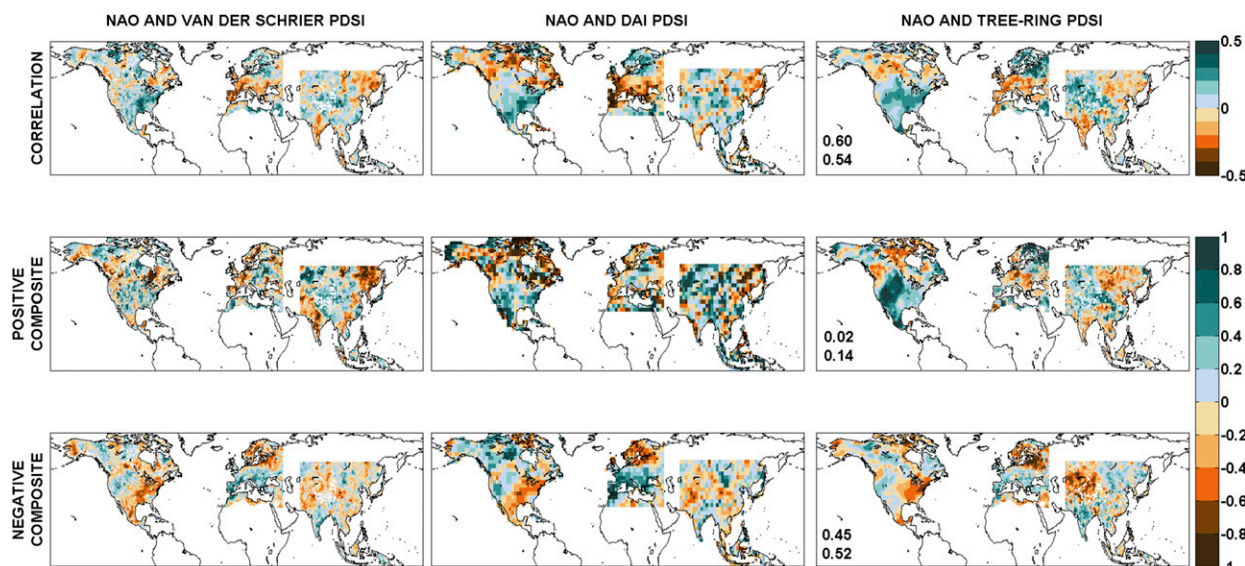 NAO AND VAN DER SCHRIER PDSI
NAO AND DAI PDSI
NAO AND TREE-RING PDSI
CORRELATION
0.60
0.54
0.5
0
-0.5
POSITIVE
COMPOSITE
0.02
0.14
1
0.8
0.6
0.4
0.2
0
-0.2
-0.4
-0.6
-0.8
-1
NEGATIVE
COMPOSITE
0.45
0.52